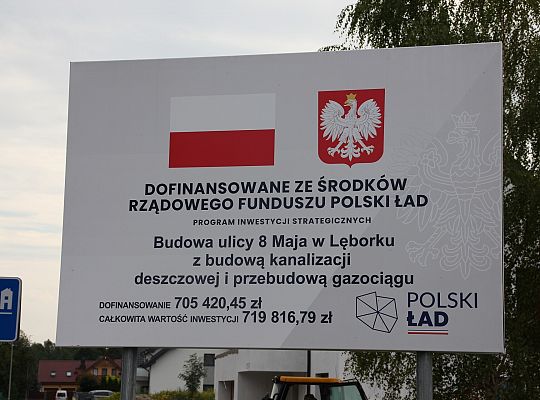 DOFINANSOWANE ZE ŚRODKÓW
RZĄDOWEGO FUNDUSZU POLSKI ŁAD
PROGRAM INWESTYCJI STRATEGICZNYCH
Budowa ulicy 8 Maja w Lęborku
z budową kanalizacji
deszczowej i przebudową gazociągu
DOFINANSOWANIE 705 420,45 zł
CAŁKOWITA WARTOŚĆ INWESTYCJI 719 816,79 zł
POLSKI
ŁAD